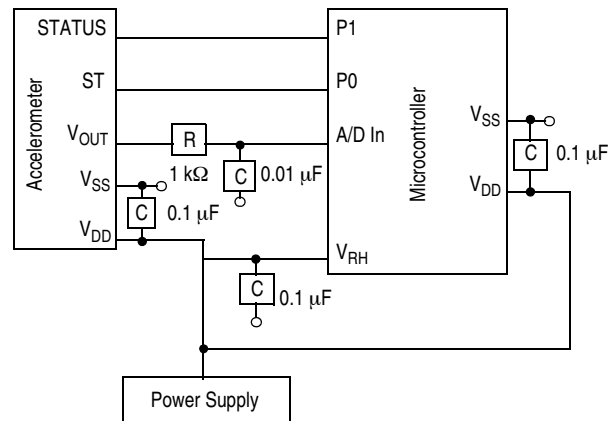 STATUS
ST
V_OUT
V_SS
V_DD
Accelerometer
R
1 kΩ
C
0.01 μF
C
0.1 μF
C
0.1 μF
P1
P0
A/D In
V_RH
Microcontroller
V_SS
V_DD
C
0.1 μF
Power Supply